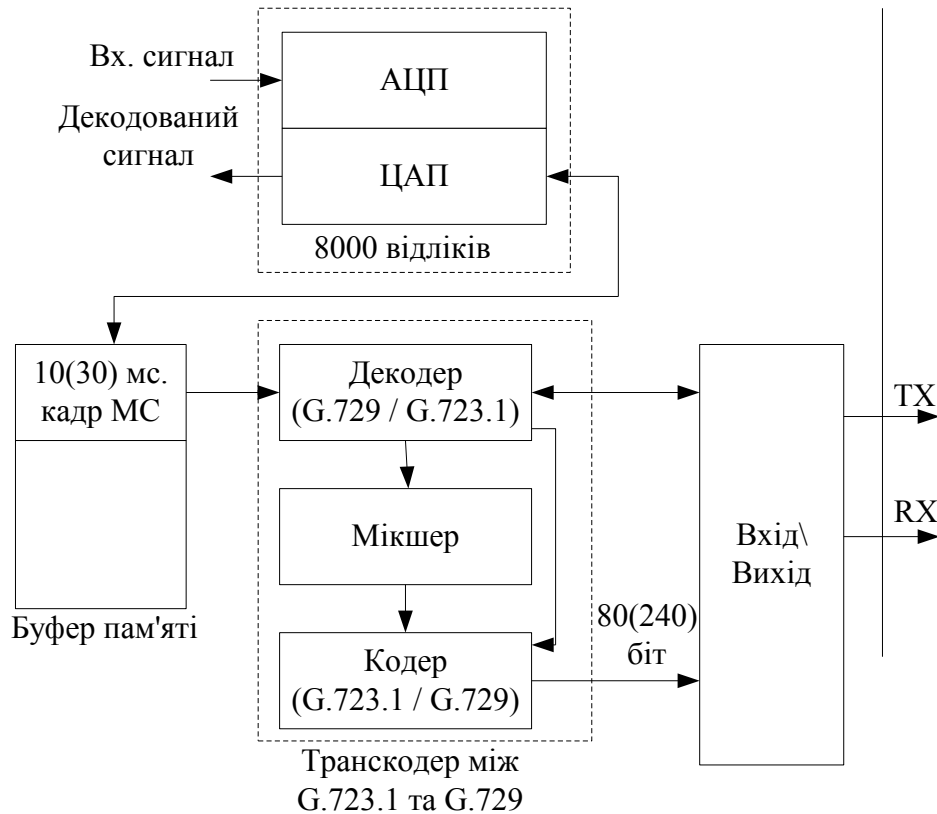 Вх. сигнал
АЦП
Декодований
сигнал
ЦАП
8000 відліків
10(30) мс.
кадр МС
Буфер пам'яті
Декодер
(G.729 / G.723.1)
Мікшер
Кодер
(G.723.1 / G.729)
Транскодер між
G.723.1 та G.729
80(240)
біт
Вхід\
Вихід
TX
RX